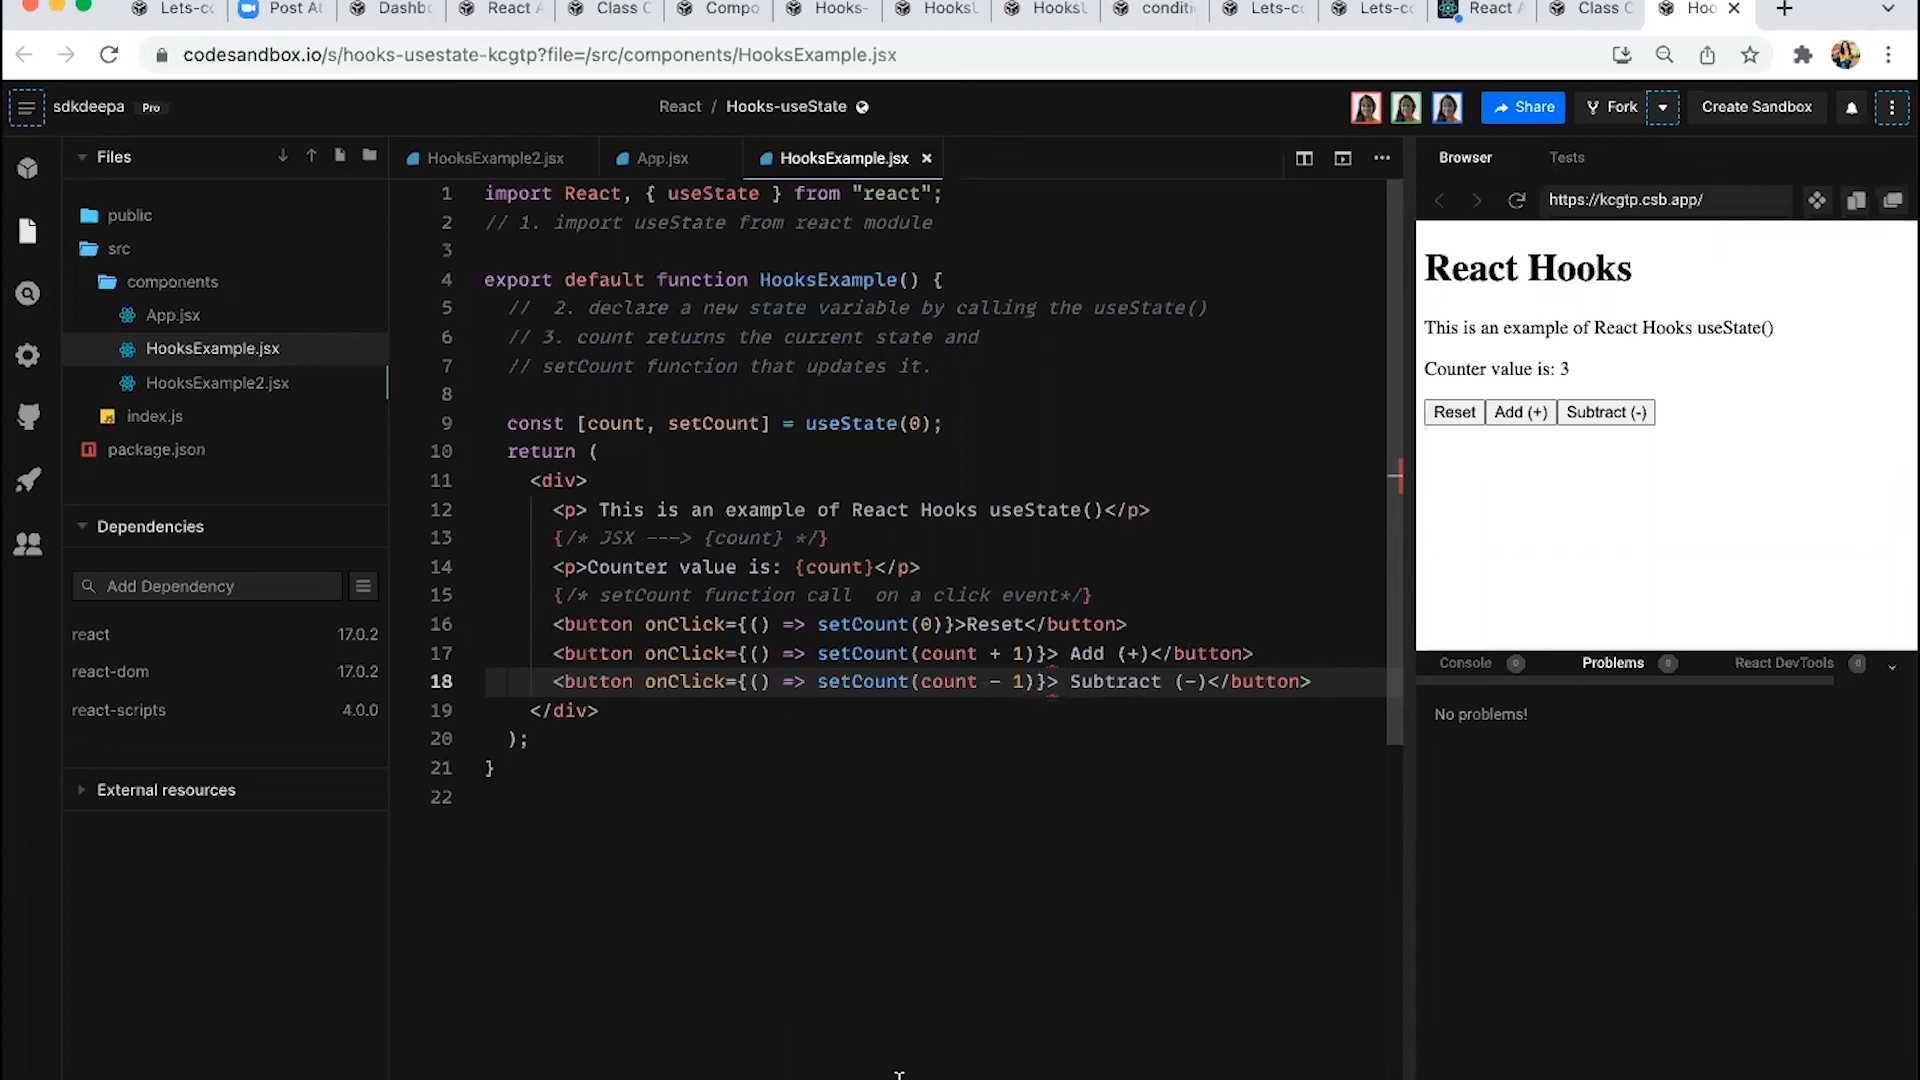 Lets-co
Post At
Dashb
React A
Class C
Compo
Hooks-
HooksU
HooksU
conditi
Lets-co
Lets-co
React A
Class C
Hoo
codesandbox.io/s/hooks-usestate-kcgtp?file=/src/components/HooksExample.jsx
sdkdeepa Pro
React / Hooks-useState
Share
Fork
Create Sandbox
Files
public
src
components
App.jsx
HooksExample.jsx
HooksExample2.jsx
index.js
package.json
Dependencies
Add Dependency
react 17.0.2
react-dom 17.0.2
react-scripts 4.0.0
External resources
HooksExample2.jsx
App.jsx
HooksExample.jsx
1 import React, { useState } from "react";
2 // 1. import useState from react module
3
4 export default function HooksExample() {
5 //  2. declare a new state variable by calling the useState()
6 // 3. count returns the current state and
7 // setCount function that updates it.
8
9 const [count, setCount] = useState(0);
10 return (
11 <div>
12 <p> This is an example of React Hooks useState()</p>
13 {/* JSX ---> {count} */}
14 <p>Counter value is: {count}</p>
15 {/* setCount function call  on a click event*/}
16 <button onClick={() => setCount(0)}>Reset</button>
17 <button onClick={() => setCount(count + 1)}> Add (+)</button>
18 <button onClick={() => setCount(count - 1)}> Subtract (-)</button>
19 </div>
20 );
21 }
22
Browser
Tests
https://kcgtp.csb.app/
React Hooks
This is an example of React Hooks useState()
Counter value is: 3
Reset
Add (+)
Subtract (-)
Console 0
Problems 0
React DevTools 0
No problems!